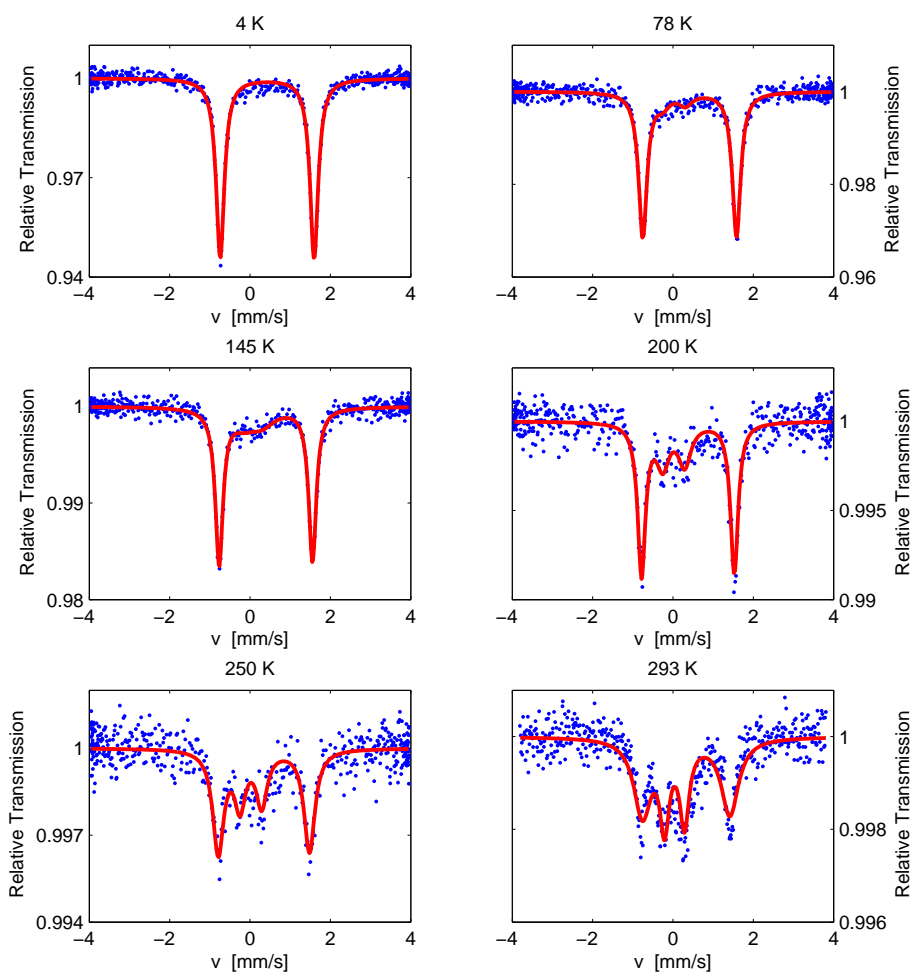 4 K
78 K
Relative Transmission
1
0.97
0.94
−4 −2 0 2 4
v [mm/s]
1
0.98
0.96
Relative Transmission
−4 −2 0 2 4
v [mm/s]
145 K
200 K
Relative Transmission
1
0.99
0.98
−4 −2 0 2 4
v [mm/s]
1
0.995
0.99
Relative Transmission
−4 −2 0 2 4
v [mm/s]
250 K
293 K
Relative Transmission
1
0.997
0.994
−4 −2 0 2 4
v [mm/s]
1
0.998
0.996
Relative Transmission
−4 −2 0 2 4
v [mm/s]